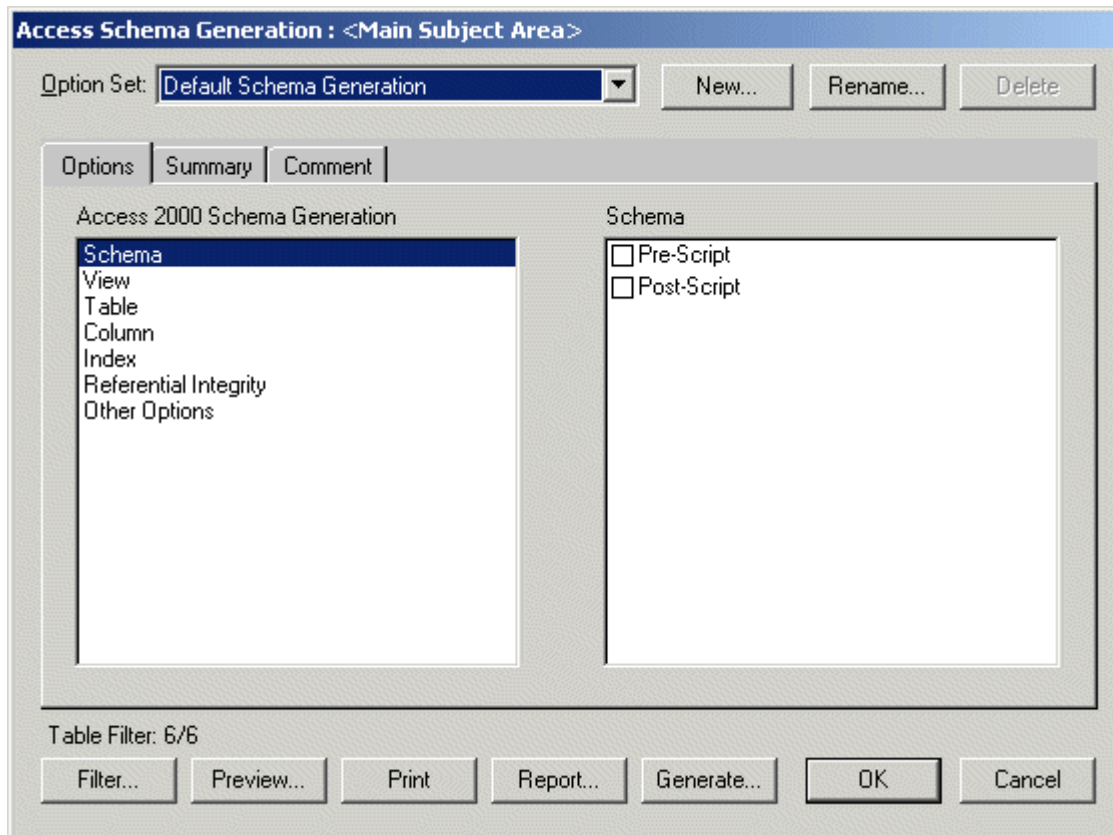 Access Schema Generation : <Main Subject Area>
Option Set: Default Schema Generation New... Rename... Delete
Options Summary Comment
Access 2000 Schema Generation
Schema
View
Table
Column
Index
Referential Integrity
Other Options
Schema
Pre-Script
Post-Script
Table Filter: 6/6
Filter... Preview... Print Report... Generate... OK Cancel